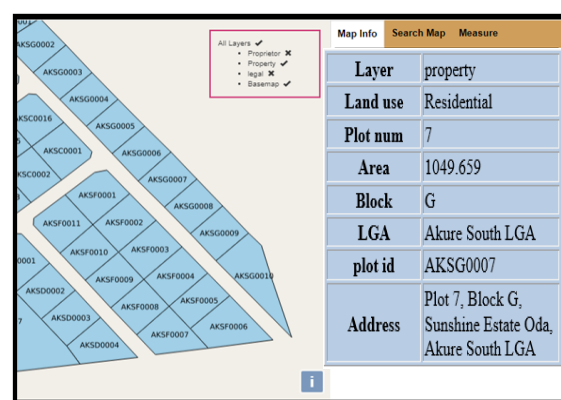 All Layers ✔
Proprietor ✖
Property ✔
legal ✖
Basemap ✔
AKSG0002
AKSG0003
AKSG0004
AKSC0016
AKSG0005
AKSC0001
AKSG0006
AKSG0007
AKSF0001
AKSG0008
AKSF0011
AKSF0002
AKSG0009
AKSF0010
AKSF0003
AKSF0009
AKSF0004
AKSG0010
AKSD0002
AKSF0008
AKSF0005
AKSD0003
AKSF0007
AKSF0006
AKSD0004
i
Map Info Search Map Measure
Layer property
Land use Residential
Plot num 7
Area 1049.659
Block G
LGA Akure South LGA
plot id AKSG0007
Address Plot 7, Block G,
Sunshine Estate Oda,
Akure South LGA